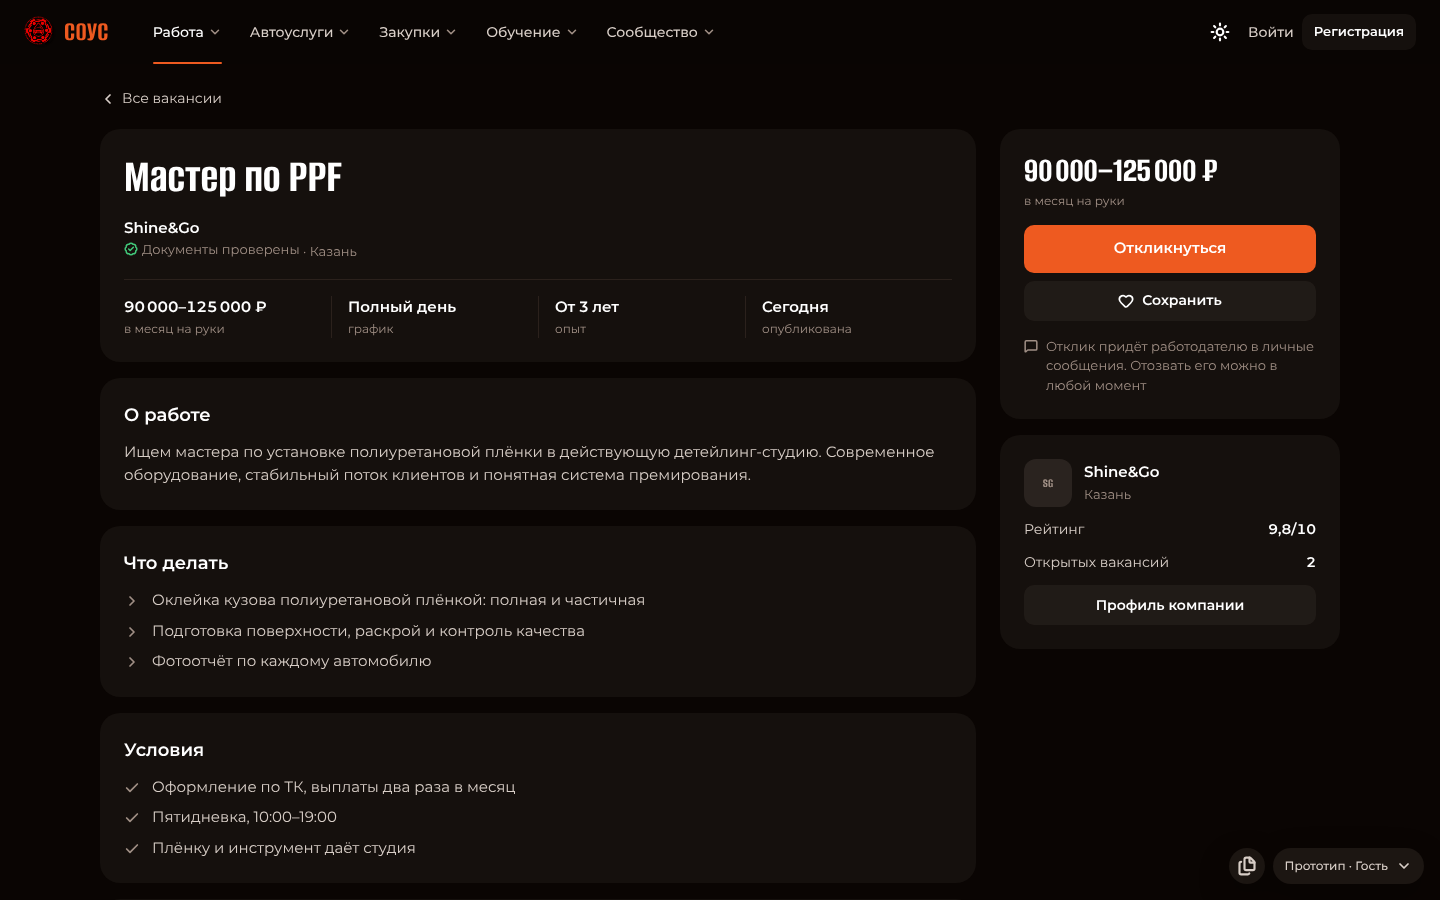 СОУС
Работа
Автоуслуги
Закупки
Обучение
Сообщество
Войти
Регистрация
Все вакансии
Мастер по PPF
Shine&Go
Документы проверены · Казань
90 000–125 000 ₽
в месяц на руки
Полный день
график
От 3 лет
опыт
Сегодня
опубликована
О работе
Ищем мастера по установке полиуретановой плёнки в действующую детейлинг-студию. Современное
оборудование, стабильный поток клиентов и понятная система премирования.
Что делать
Оклейка кузова полиуретановой плёнкой: полная и частичная
Подготовка поверхности, раскрой и контроль качества
Фотоотчёт по каждому автомобилю
Условия
Оформление по ТК, выплаты два раза в месяц
Пятидневка, 10:00–19:00
Плёнку и инструмент даёт студия
90 000–125 000 ₽
в месяц на руки
Откликнуться
Сохранить
Отклик придёт работодателю в личные
сообщения. Отозвать его можно в
любой момент
SG
Shine&Go
Казань
Рейтинг 9,8/10
Открытых вакансий 2
Профиль компании
Прототип · Гость